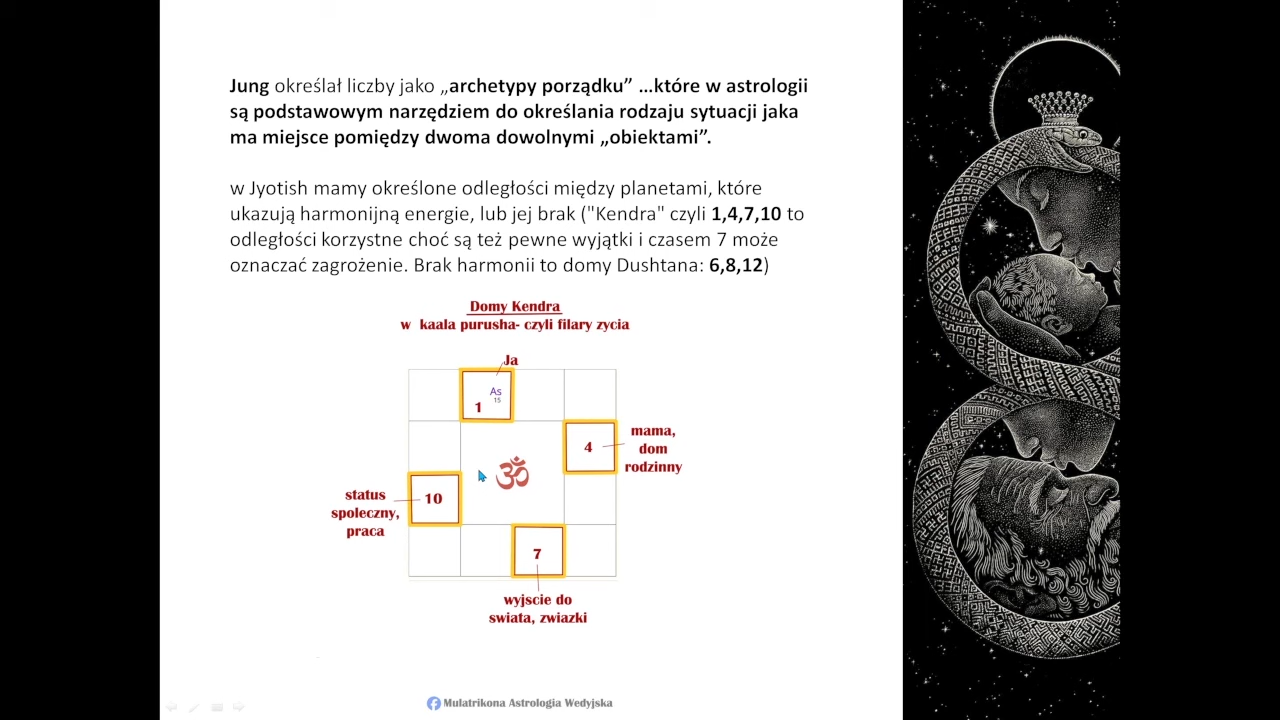 Jung określał liczby jako „archetypy porządku” ...które w astrologii
są podstawowym narzędziem do określania rodzaju sytuacji jaka
ma miejsce pomiędzy dwoma dowolnymi „obiektami”.
w Jyotish mamy określone odległości między planetami, które
ukazują harmonijną energie, lub jej brak ("Kendra" czyli 1,4,7,10 to
odległości korzystne choć są też pewne wyjątki i czasem 7 może
oznaczać zagrożenie. Brak harmonii to domy Dushtana: 6,8,12)
Domy Kendra
w kaala purusha- czyli filary zycia
Ja
As
15
1
mama,
dom
rodzinny
4
ॐ
status
spoleczny,
praca
10
7
wyjscie do
swiata, zwiazki
Mulatrikona Astrologia Wedyjska